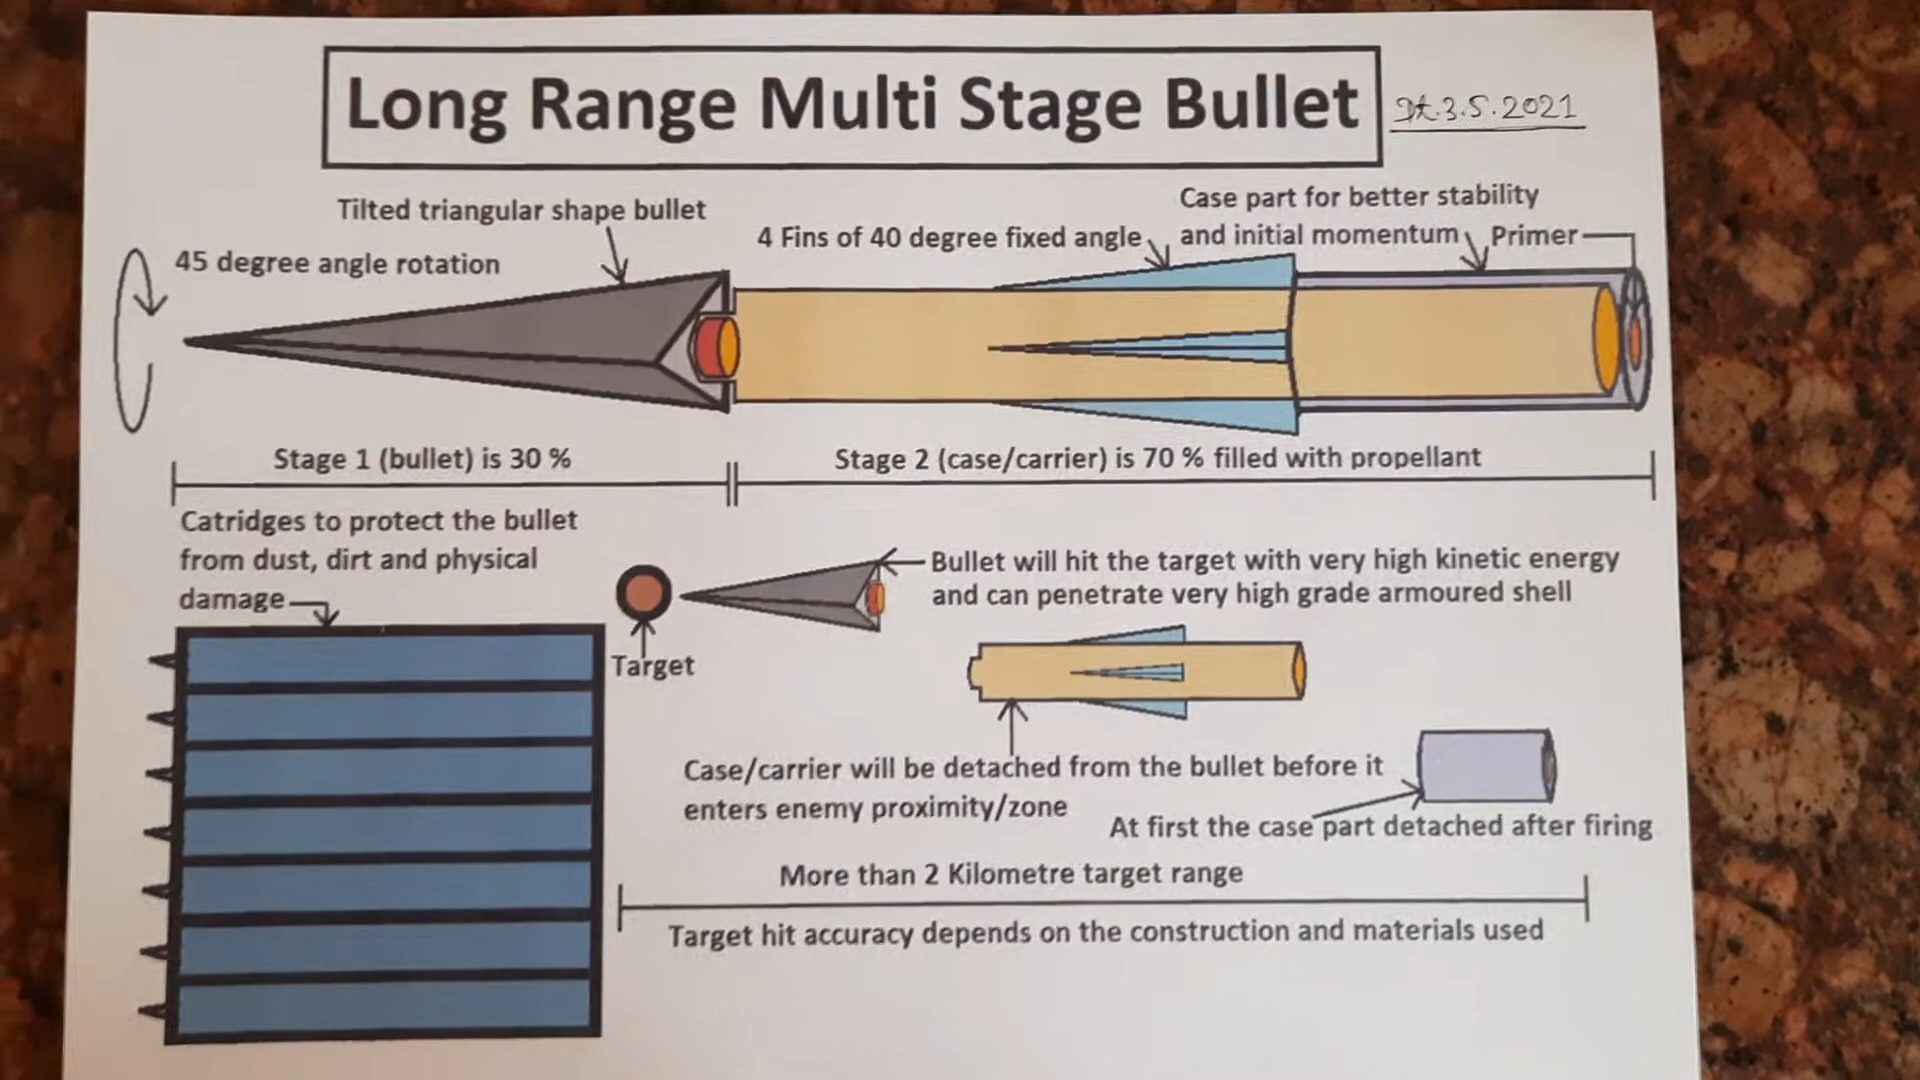 Long Range Multi Stage Bullet
Dt.3.5.2021
Tilted triangular shape bullet
45 degree angle rotation
4 Fins of 40 degree fixed angle
Case part for better stability
and initial momentum
Primer
Stage 1 (bullet) is 30 %
Stage 2 (case/carrier) is 70 % filled with propellant
Catridges to protect the bullet
from dust, dirt and physical
damage
Target
Bullet will hit the target with very high kinetic energy
and can penetrate very high grade armoured shell
Case/carrier will be detached from the bullet before it
enters enemy proximity/zone
At first the case part detached after firing
More than 2 Kilometre target range
Target hit accuracy depends on the construction and materials used